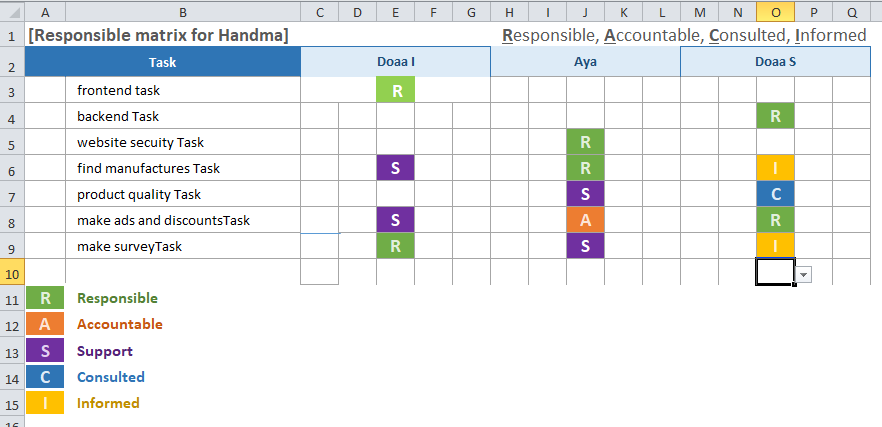 A B C D E F G H I J K L M N O P Q
1 [Responsible matrix for Handma] Responsible, Accountable, Consulted, Informed
2 Task Doaa I Aya Doaa S
3 frontend task R
4 backend Task R
5 website secuity Task R
6 find manufactures Task S R I
7 product quality Task S C
8 make ads and discountsTask S A R
9 make surveyTask R S I
10
11 R Responsible
12 A Accountable
13 S Support
14 C Consulted
15 I Informed